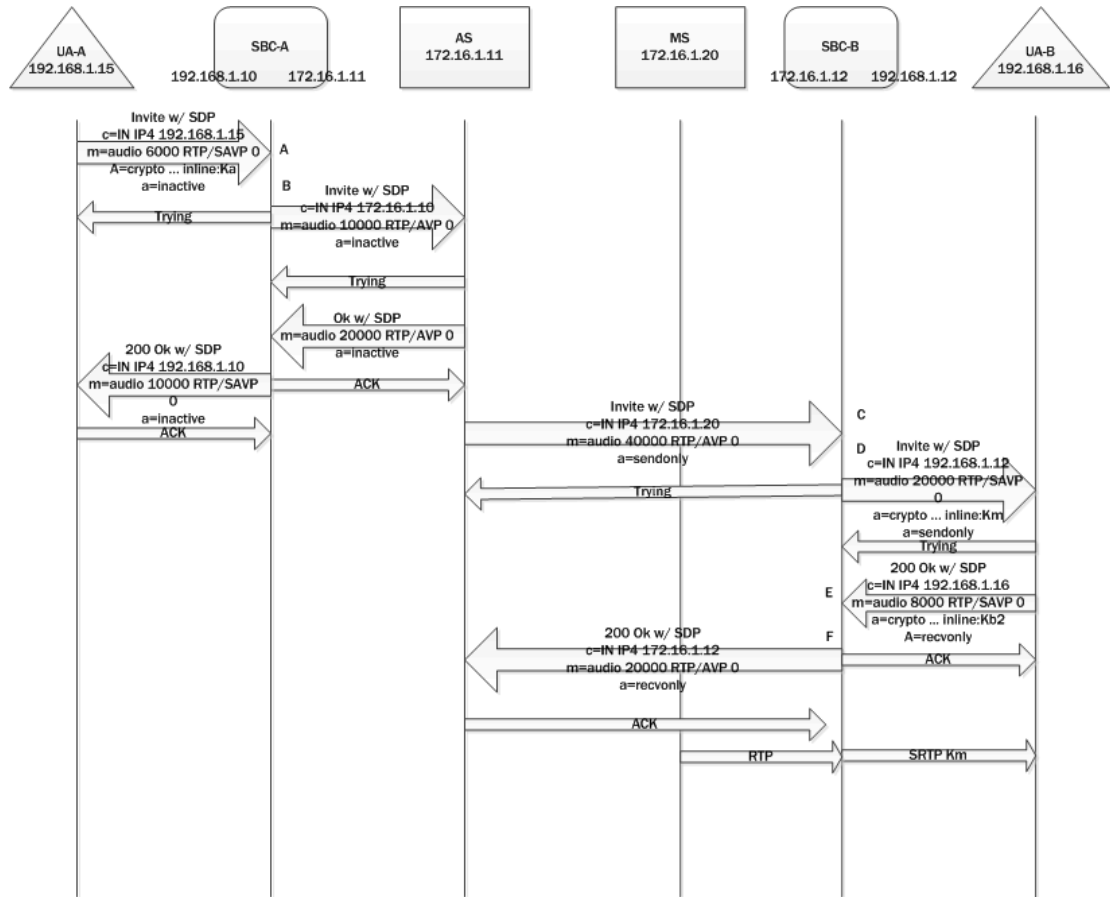 UA-A
192.168.1.15
SBC-A
192.168.1.10
172.16.1.11
AS
172.16.1.11
MS
172.16.1.20
SBC-B
172.16.1.12
192.168.1.12
UA-B
192.168.1.16
Invite w/ SDP
c=IN IP4 192.168.1.15
m=audio 6000 RTP/SAVP 0
A=crypto ... inline:Ka
a=inactive
A
B
Invite w/ SDP
c=IN IP4 172.16.1.10
m=audio 10000 RTP/AVP 0
a=inactive
Trying
Trying
Ok w/ SDP
m=audio 20000 RTP/AVP 0
a=inactive
200 Ok w/ SDP
c=IN IP4 192.168.1.10
m=audio 10000 RTP/SAVP
0
a=inactive
ACK
ACK
Invite w/ SDP
c=IN IP4 172.16.1.20
m=audio 40000 RTP/AVP 0
a=sendonly
C
D
Invite w/ SDP
c=IN IP4 192.168.1.12
m=audio 20000 RTP/SAVP
0
a=crypto ... inline:Km
a=sendonly
Trying
Trying
200 Ok w/ SDP
c=IN IP4 192.168.1.16
m=audio 8000 RTP/SAVP 0
a=crypto ... inline:Kb2
A=recvonly
E
F
200 Ok w/ SDP
c=IN IP4 172.16.1.12
m=audio 20000 RTP/AVP 0
a=recvonly
ACK
ACK
RTP
SRTP Km